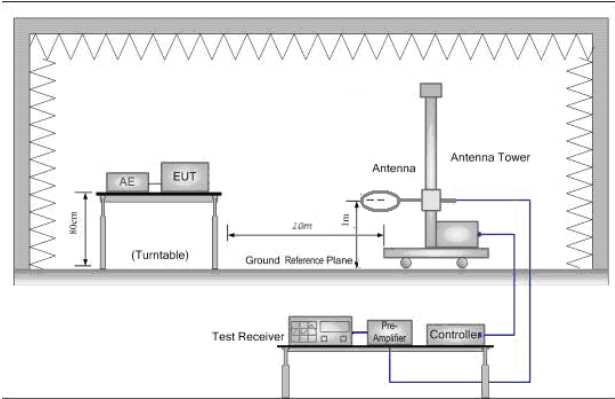 Antenna
Antenna Tower
AE
EUT
80cm
(Turntable)
10m
1m
Ground Reference Plane
Test Receiver
Pre-
Amplifier
Controller